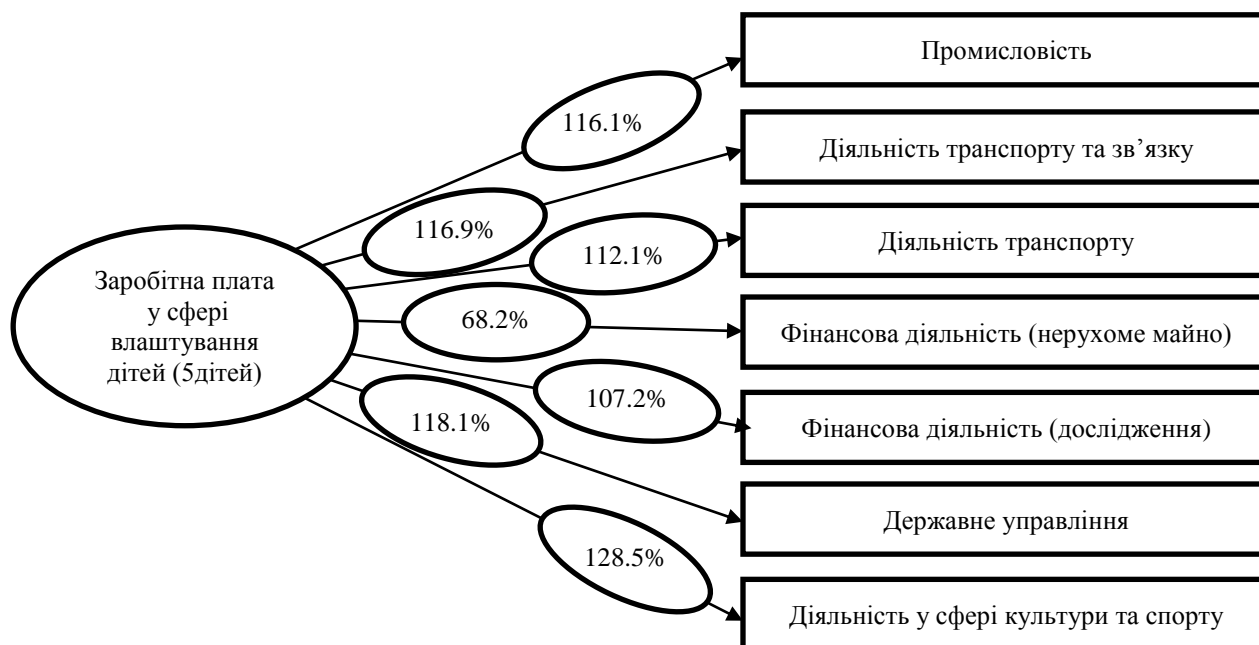 Промисловість
116.1%
Діяльність транспорту та зв’язку
116.9%
Діяльність транспорту
112.1%
Заробітна плата
у сфері
влаштування
дітей (5дітей)
68.2%
Фінансова діяльність (нерухоме майно)
107.2%
Фінансова діяльність (дослідження)
118.1%
Державне управління
128.5%
Діяльність у сфері культури та спорту